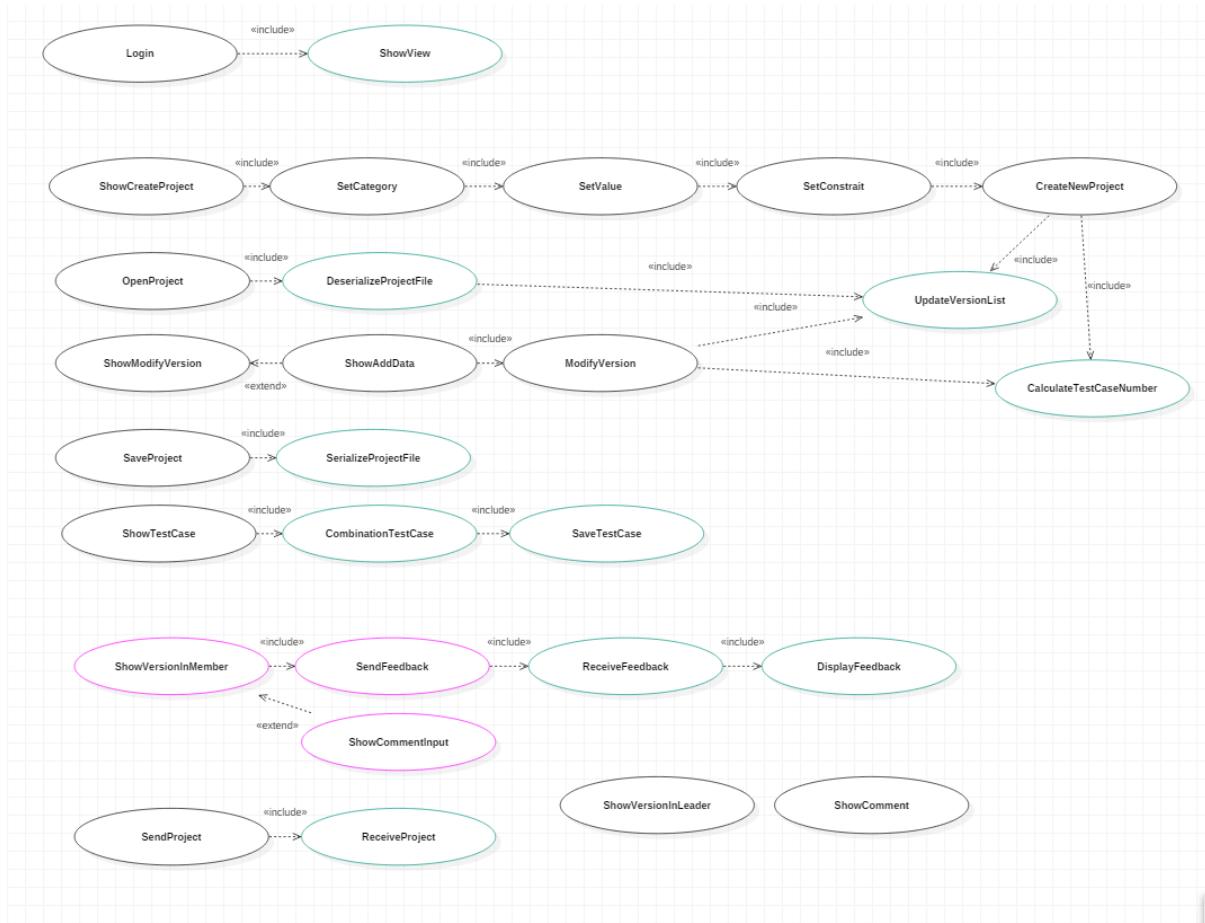 «include»
Login
ShowView
«include»
«include»
«include»
«include»
ShowCreateProject
SetCategory
SetValue
SetConstrait
CreateNewProject
«include»
«include»
«include»
OpenProject
DeserializeProjectFile
«include»
UpdateVersionList
«include»
«include»
«include»
ShowModifyVersion
ShowAddData
ModifyVersion
«extend»
CalculateTestCaseNumber
«include»
SaveProject
SerializeProjectFile
«include»
«include»
ShowTestCase
CombinationTestCase
SaveTestCase
«include»
«include»
«include»
ShowVersionInMember
SendFeedback
ReceiveFeedback
DisplayFeedback
«extend»
ShowCommentInput
ShowVersionInLeader
ShowComment
«include»
SendProject
ReceiveProject